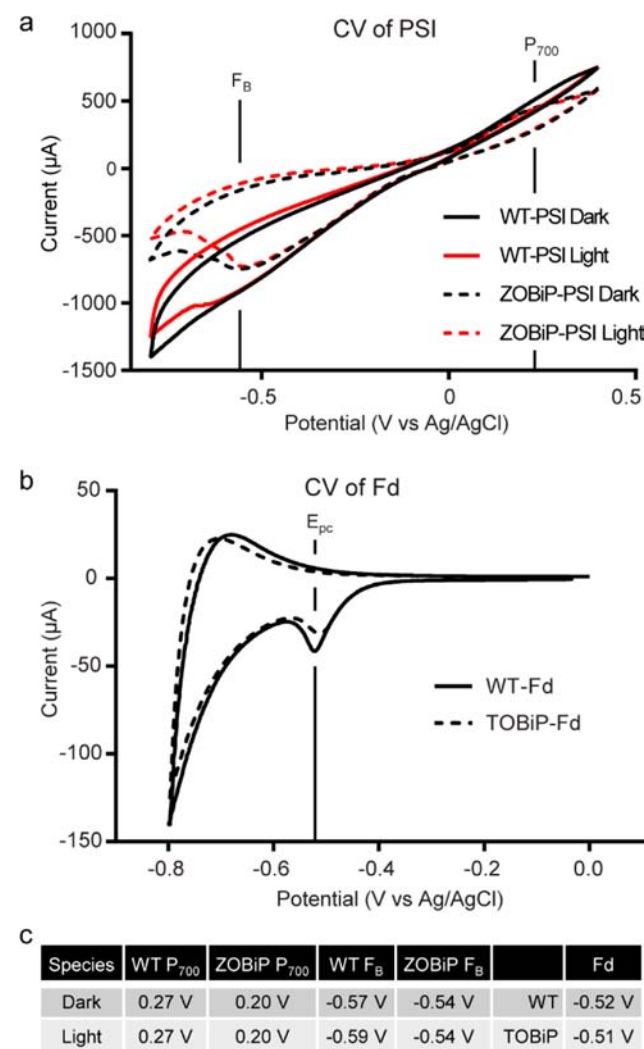 a
CV of PSI
1000
500
0
-500
-1000
-1500
Current (µA)
F_B
P_700
WT-PSI Dark
WT-PSI Light
ZOBiP-PSI Dark
ZOBiP-PSI Light
-0.5
0
0.5
Potential (V vs Ag/AgCl)
b
CV of Fd
50
0
-50
-100
-150
Current (µA)
E_pc
WT-Fd
TOBiP-Fd
-0.8
-0.6
-0.4
-0.2
0.0
Potential (V vs Ag/AgCl)
c
Species WT P_700 ZOBiP P_700 WT F_B ZOBiP F_B Fd
Dark 0.27 V 0.20 V -0.57 V -0.54 V WT -0.52 V
Light 0.27 V 0.20 V -0.59 V -0.54 V TOBiP -0.51 V